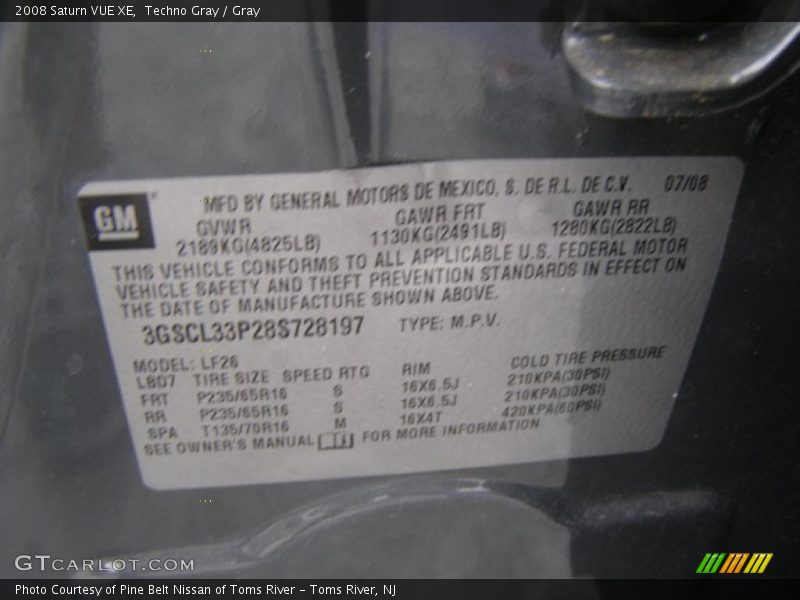 2008 Saturn VUE XE, Techno Gray / Gray
GM
MFD BY GENERAL MOTORS DE MEXICO, S. DE R.L. DE C.V. 07/08
GVWR GAWR FRT GAWR RR
2189KG(4825LB) 1130KG(2491LB) 1280KG(2822LB)
THIS VEHICLE CONFORMS TO ALL APPLICABLE U.S. FEDERAL MOTOR
VEHICLE SAFETY AND THEFT PREVENTION STANDARDS IN EFFECT ON
THE DATE OF MANUFACTURE SHOWN ABOVE.
3GSCL33P28S728197 TYPE: M.P.V.
MODEL: LF26
L8D7 TIRE SIZE SPEED RTG RIM COLD TIRE PRESSURE
FRT P235/65R16 S 16X6.5J 210KPA(30PSI)
RR P235/65R16 S 16X6.5J 210KPA(30PSI)
SPA T135/70R16 M 16X4T 420KPA(60PSI)
SEE OWNER'S MANUAL FOR MORE INFORMATION
GTCARLOT.COM
Photo Courtesy of Pine Belt Nissan of Toms River – Toms River, NJ